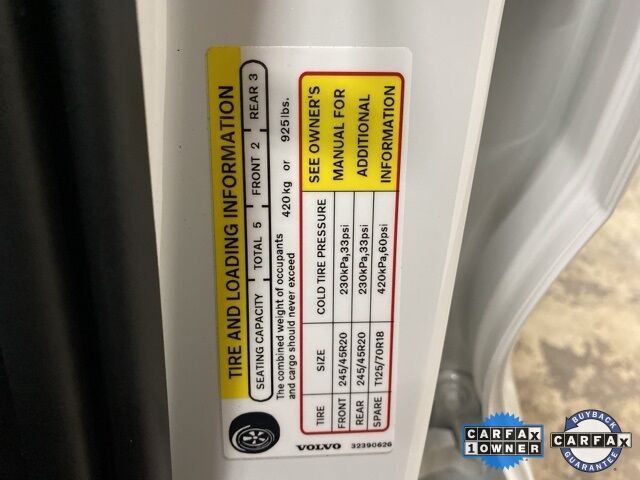 TIRE AND LOADING INFORMATION
SEATING CAPACITY TOTAL 5 FRONT 2 REAR 3
The combined weight of occupants
and cargo should never exceed 420 kg or 925 lbs.
TIRE SIZE COLD TIRE PRESSURE
FRONT 245/45R20 230kPa,33psi
REAR 245/45R20 230kPa,33psi
SPARE T125/70R18 420kPa,60psi
SEE OWNER'S
MANUAL FOR
ADDITIONAL
INFORMATION
VOLVO 32390626
CARFAX
1 OWNER
BUYBACK
CARFAX
GUARANTEE